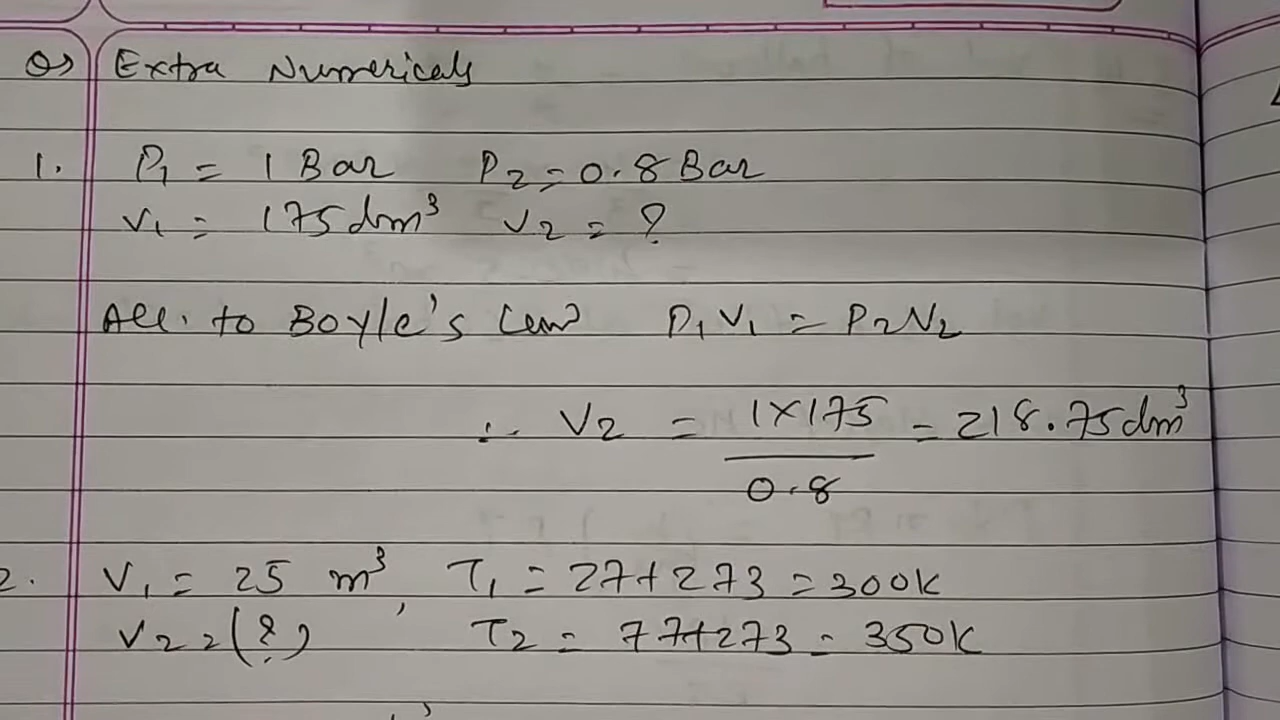 Q) Extra Numericals
1. P₁ = 1 Bar P₂ = 0.8 Bar
V₁ = 175 dm³ V₂ = ?
Acc. to Boyle's Law P₁V₁ = P₂V₂
∴ V₂ = 1×175 / 0.8 = 218.75 dm³
2. V₁ = 25 m³, T₁ = 27+273 = 300K
V₂ = (?) T₂ = 77+273 = 350K